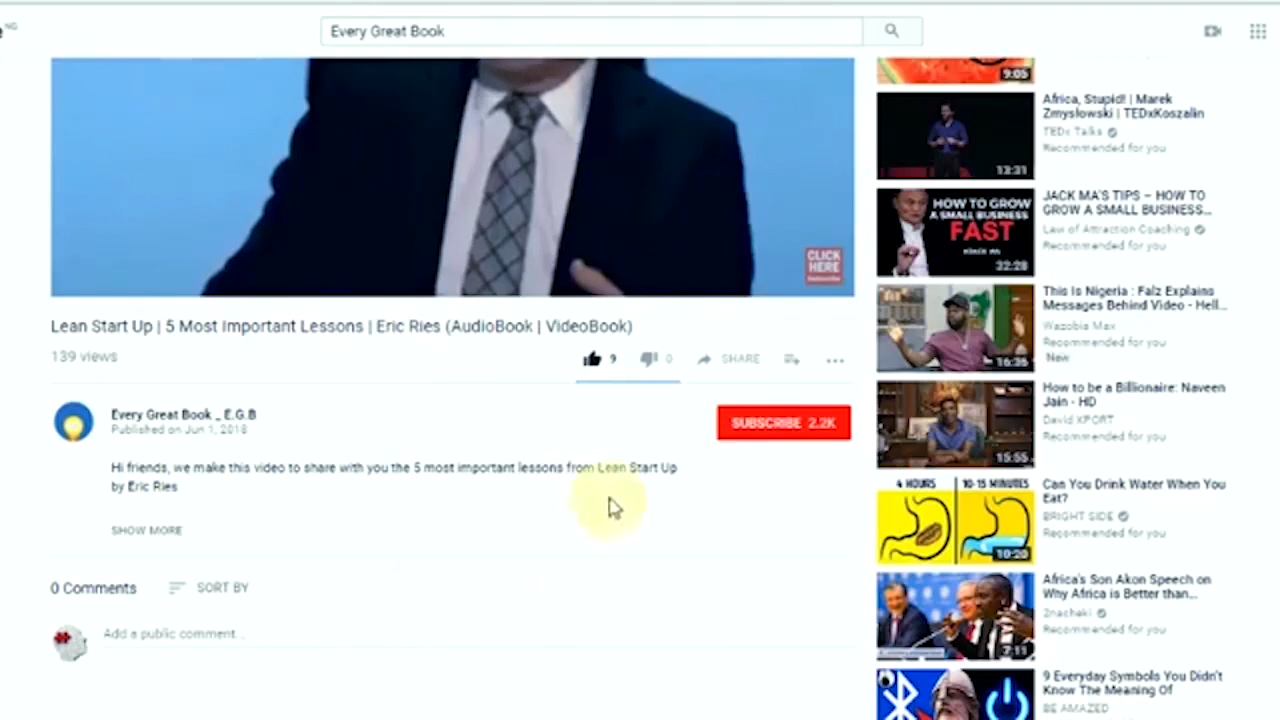 NG
Every Great Book
CLICK
HERE
Lean Start Up | 5 Most Important Lessons | Eric Ries (AudioBook | VideoBook)
139 views
9
0
SHARE
Every Great Book _ E.G.B
Published on Jun 1, 2018
SUBSCRIBE 2.2K
Hi friends, we make this video to share with you the 5 most important lessons from Lean Start Up
by Eric Ries
SHOW MORE
0 Comments
SORT BY
Add a public comment...
9:05
Africa, Stupid! | Marek
Zmyslowski | TEDxKoszalin
TEDx Talks
Recommended for you
13:31
JACK MA'S TIPS – HOW TO
GROW A SMALL BUSINESS...
Law of Attraction Coaching
Recommended for you
HOW TO GROW
A SMALL BUSINESS
FAST
22:28
This Is Nigeria : Falz Explains
Messages Behind Video - Hell...
Wazobia Max
Recommended for you
New
16:35
How to be a Billionaire: Naveen
Jain - HD
David XPORT
Recommended for you
15:55
4 HOURS
10-15 MINUTES
10:20
Can You Drink Water When You
Eat?
BRIGHT SIDE
Recommended for you
Africa's Son Akon Speech on
Why Africa is Better than...
2nacheki
Recommended for you
7:11
9 Everyday Symbols You Didn't
Know The Meaning Of
BE AMAZED